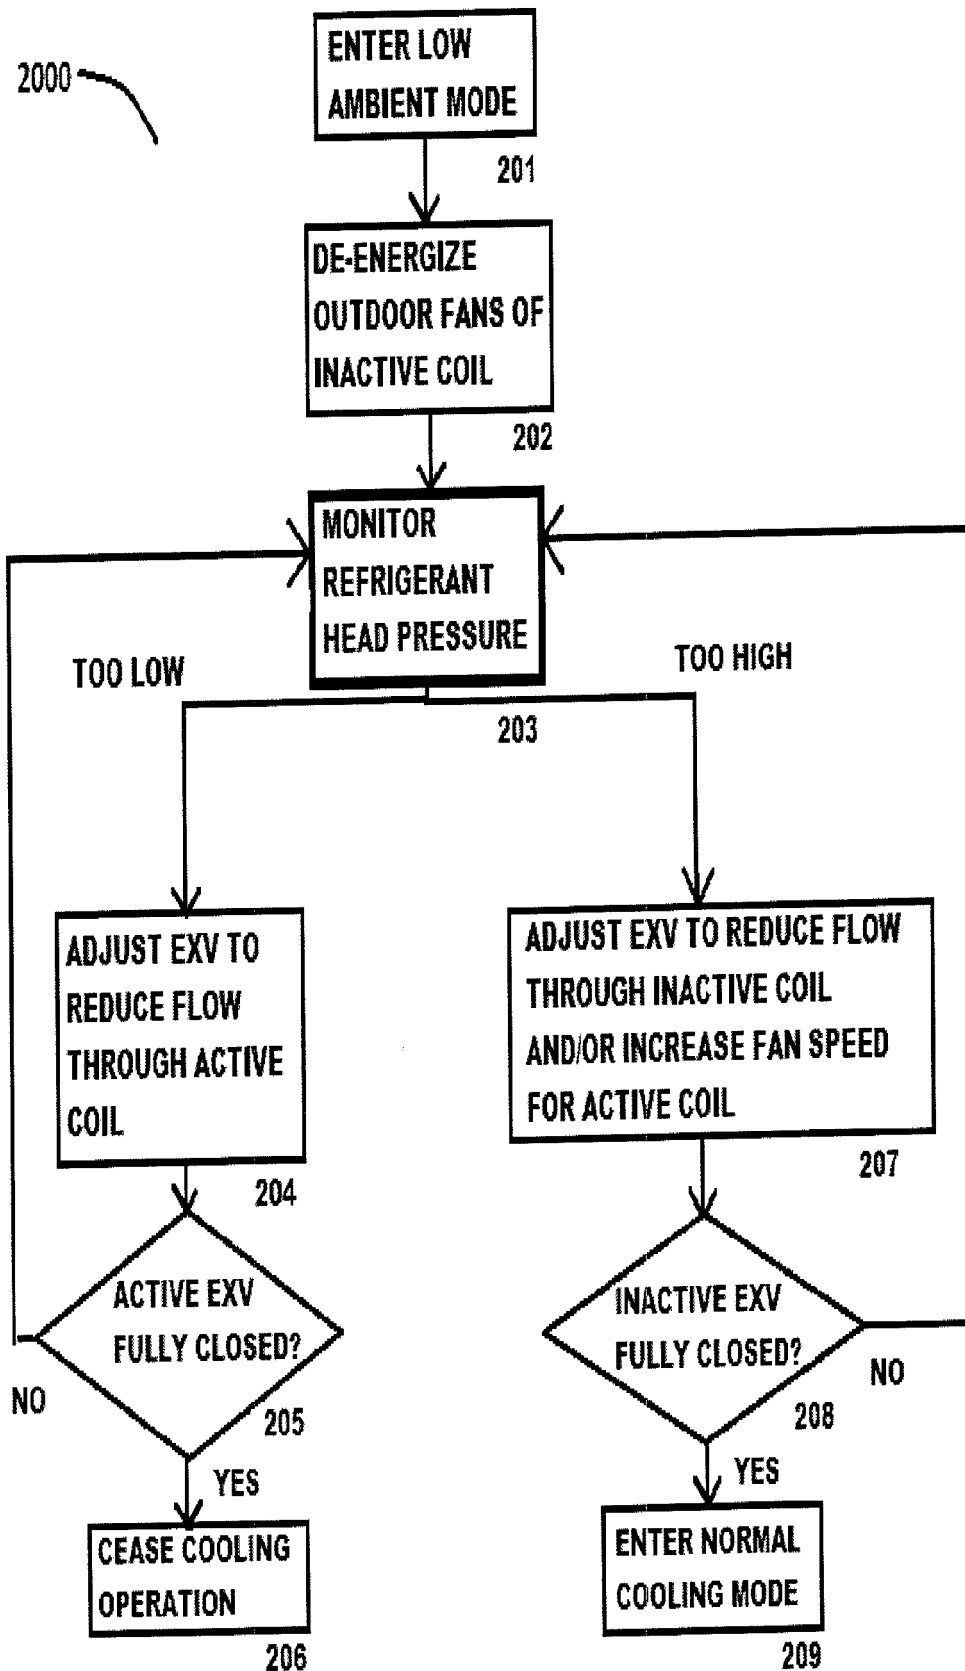 2000
ENTER LOW
AMBIENT MODE
201
DE-ENERGIZE
OUTDOOR FANS OF
INACTIVE COIL
202
MONITOR
REFRIGERANT
HEAD PRESSURE
203
TOO LOW
TOO HIGH
ADJUST EXV TO
REDUCE FLOW
THROUGH ACTIVE
COIL
204
ACTIVE EXV
FULLY CLOSED?
205
NO
YES
CEASE COOLING
OPERATION
206
ADJUST EXV TO REDUCE FLOW
THROUGH INACTIVE COIL
AND/OR INCREASE FAN SPEED
FOR ACTIVE COIL
207
INACTIVE EXV
FULLY CLOSED?
208
NO
YES
ENTER NORMAL
COOLING MODE
209